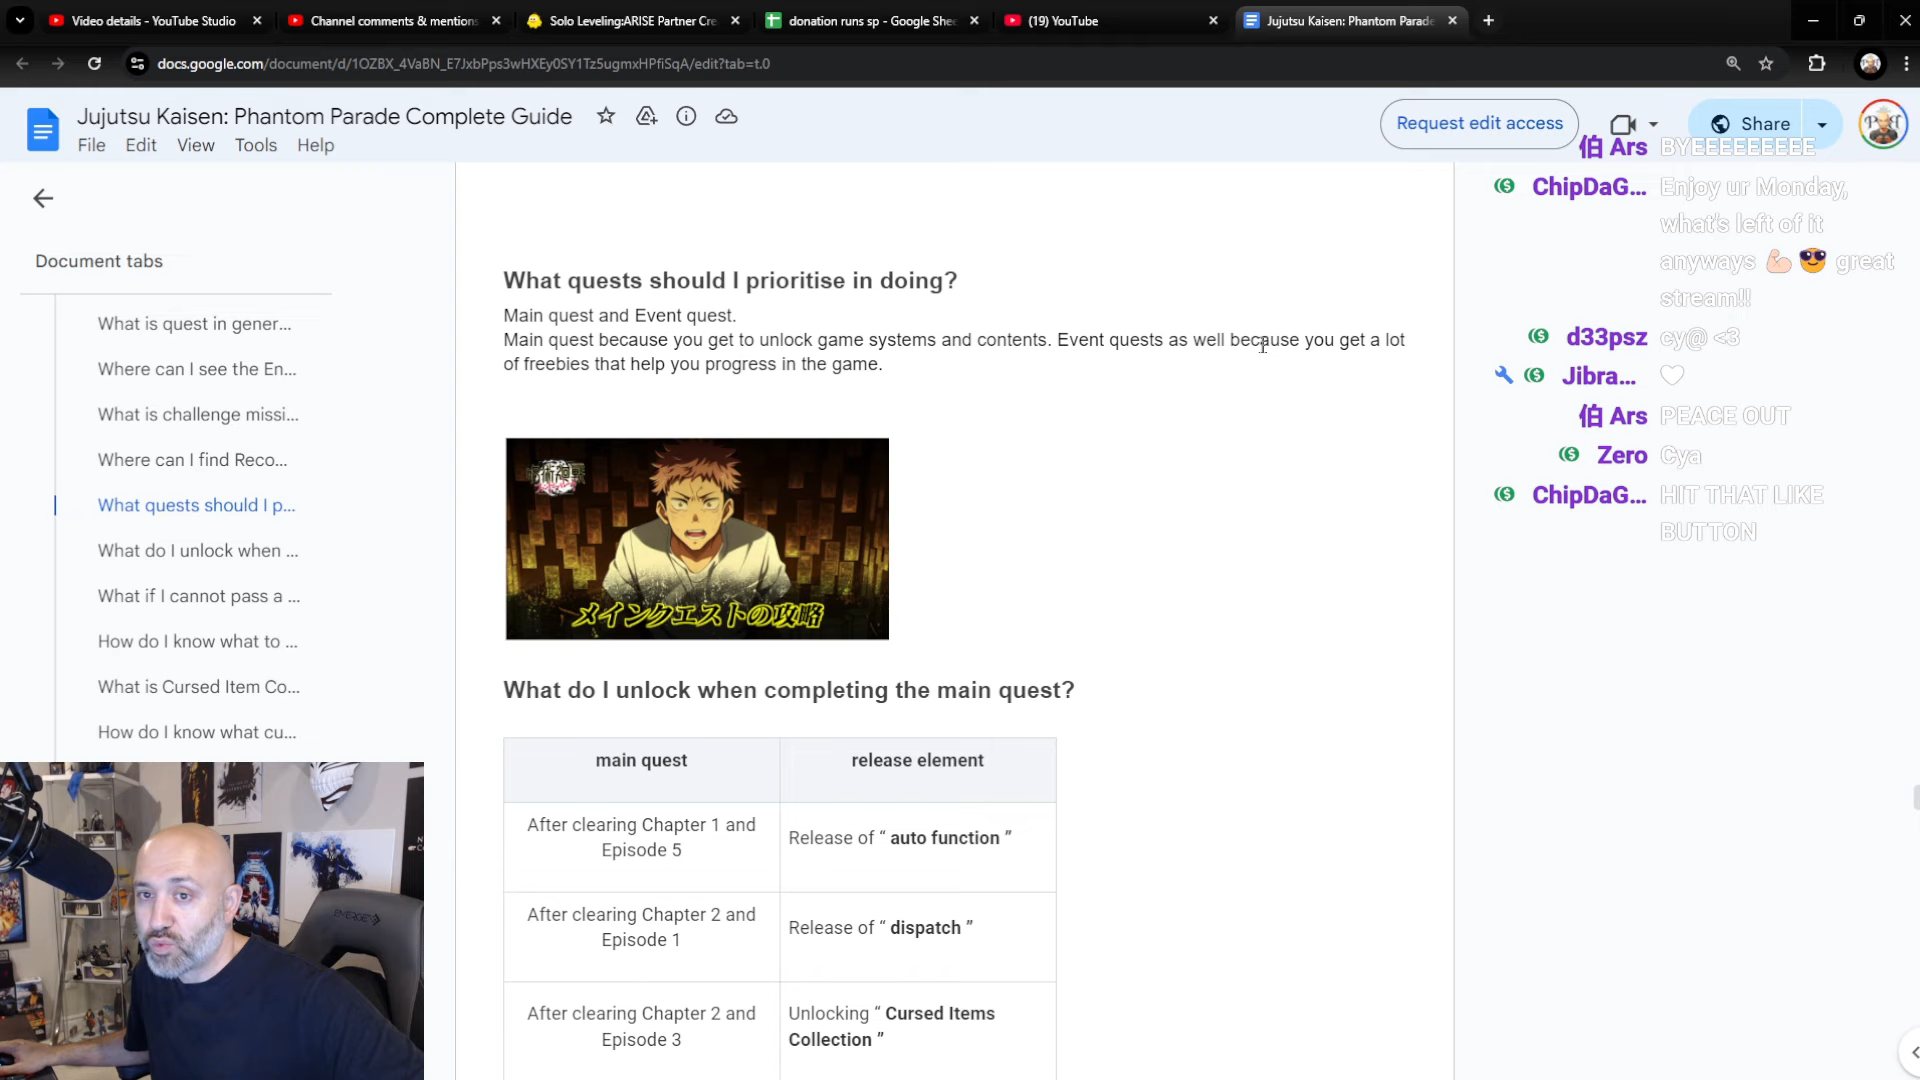 Video details - YouTube Studio
Channel comments & mentions
Solo Leveling:ARISE Partner Cre
donation runs sp - Google Shee
(19) YouTube
Jujutsu Kaisen: Phantom Parade
docs.google.com/document/d/1OZBX_4VaBN_E7JxbPps3wHXEy0SY1Tz5ugmxHPfiSqA/edit?tab=t.0
Jujutsu Kaisen: Phantom Parade Complete Guide
File Edit View Tools Help
Request edit access
Share
Document tabs
What is quest in gener...
Where can I see the En...
What is challenge missi...
Where can I find Reco...
What quests should I p...
What do I unlock when ...
What if I cannot pass a ...
How do I know what to ...
What is Cursed Item Co...
How do I know what cu...
What quests should I prioritise in doing?
Main quest and Event quest.
Main quest because you get to unlock game systems and contents. Event quests as well because you get a lot
of freebies that help you progress in the game.
メインクエストの攻略
What do I unlock when completing the main quest?
main quest release element
After clearing Chapter 1 and
Episode 5
Release of “ auto function ”
After clearing Chapter 2 and
Episode 1
Release of “ dispatch ”
After clearing Chapter 2 and
Episode 3
Unlocking “ Cursed Items
Collection ”
伯 Ars BYEEEEEEEEE
ChipDaG... Enjoy ur Monday,
what's left of it
anyways 💪🏻 😎 great
stream!!
d33psz cy@ <3
Jibra... ♡
伯 Ars PEACE OUT
Zero Cya
ChipDaG... HIT THAT LIKE
BUTTON